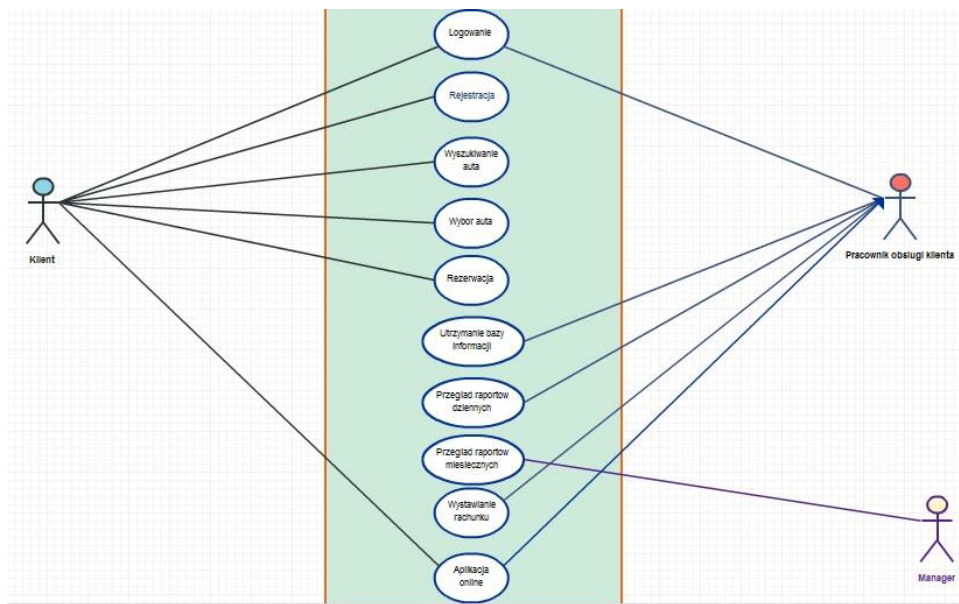 Logowanie
Rejestracja
Wyszukiwanie
auta
Wybor auta
Klient
Pracownik obslugi klienta
Rezerwacja
Utrzymanie bazy
informacji
Przeglad raportow
dziennych
Przeglad raportow
miesiecznych
Wystawianie
rachunku
Aplikacja
online
Manager